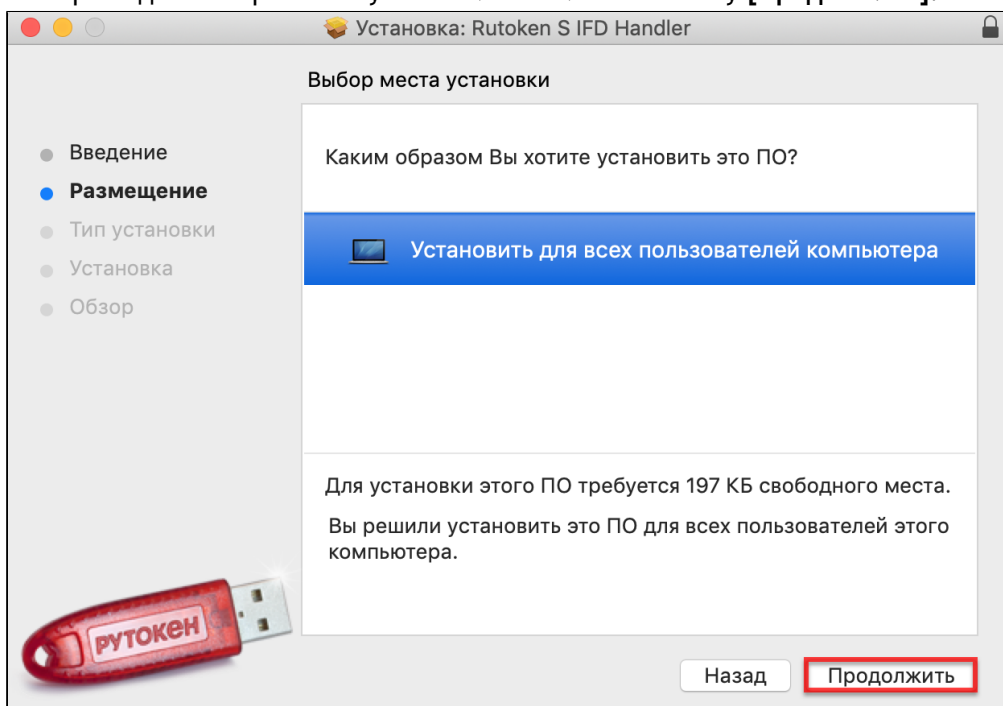 Установка: Rutoken S IFD Handler
Выбор места установки
Введение
Размещение
Тип установки
Установка
Обзор
Каким образом Вы хотите установить это ПО?
Установить для всех пользователей компьютера
Для установки этого ПО требуется 197 КБ свободного места.
Вы решили установить это ПО для всех пользователей этого
компьютера.
РУТОКЕН
Назад
Продолжить